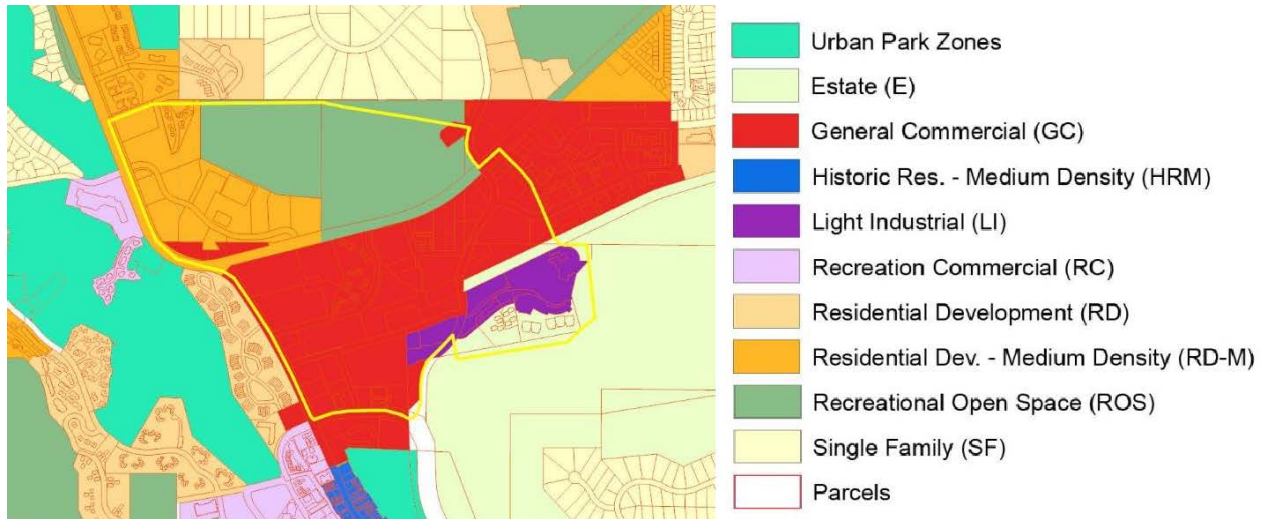 Urban Park Zones
Estate (E)
General Commercial (GC)
Historic Res. - Medium Density (HRM)
Light Industrial (LI)
Recreation Commercial (RC)
Residential Development (RD)
Residential Dev. - Medium Density (RD-M)
Recreational Open Space (ROS)
Single Family (SF)
Parcels